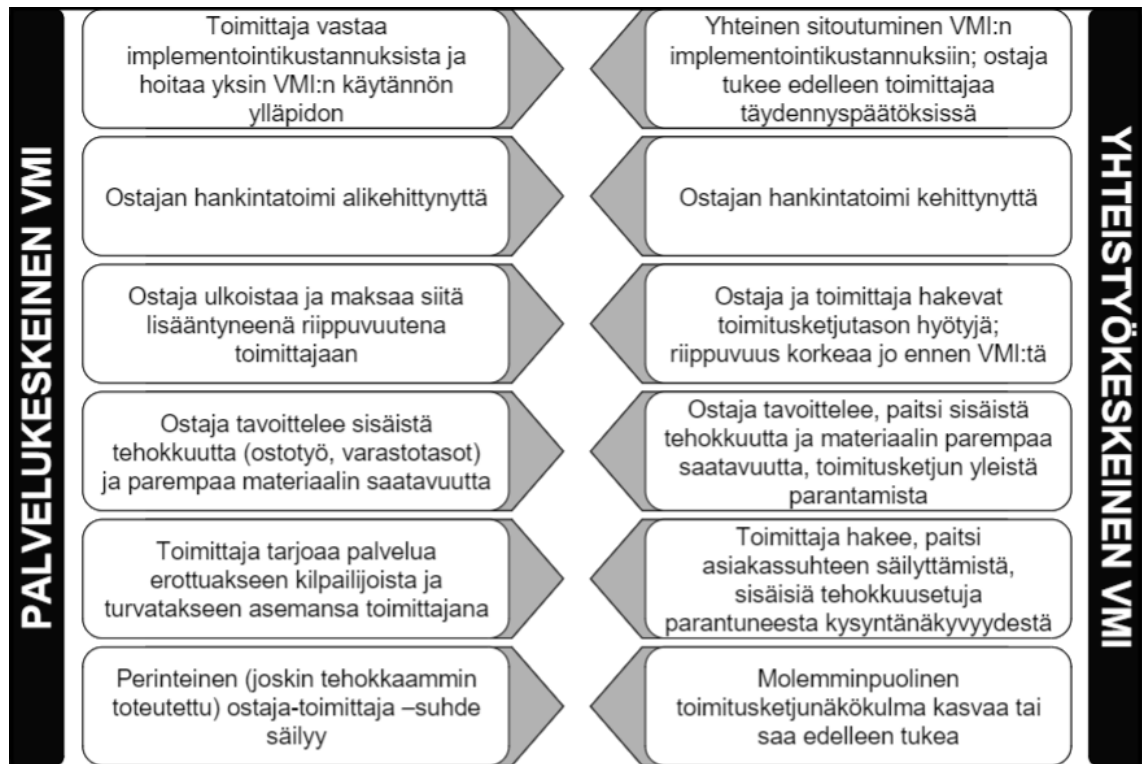 PALVELUKESKEINEN VMI
Toimittaja vastaa
implementointikustannuksista ja
hoitaa yksin VMI:n käytännön
ylläpidon
Yhteinen sitoutuminen VMI:n
implementointikustannuksiin; ostaja
tukee edelleen toimittajaa
täydennyspäätöksissä
Ostajan hankintatoimi alikehittynyttä
Ostajan hankintatoimi kehittynyttä
Ostaja ulkoistaa ja maksaa siitä
lisääntyneenä riippuvuutena
toimittajaan
Ostaja ja toimittaja hakevat
toimitusketjutason hyötyjä;
riippuvuus korkeaa jo ennen VMI:tä
Ostaja tavoittelee sisäistä
tehokkuutta (ostotyö, varastotasot)
ja parempaa materiaalin saatavuutta
Ostaja tavoittelee, paitsi sisäistä
tehokkuutta ja materiaalin parempaa
saatavuutta, toimitusketjun yleistä
parantamista
Toimittaja tarjoaa palvelua
erottuakseen kilpailijoista ja
turvatakseen asemansa toimittajana
Toimittaja hakee, paitsi
asiakassuhteen säilyttämistä,
sisäisiä tehokkuusetuja
parantuneesta kysyntänäkyvyydestä
Perinteinen (joskin tehokkaammin
toteutettu) ostaja-toimittaja –suhde
säilyy
Molemminpuolinen
toimitusketjunäkökulma kasvaa tai
saa edelleen tukea
YHTEISTYÖKESKEINEN VMI